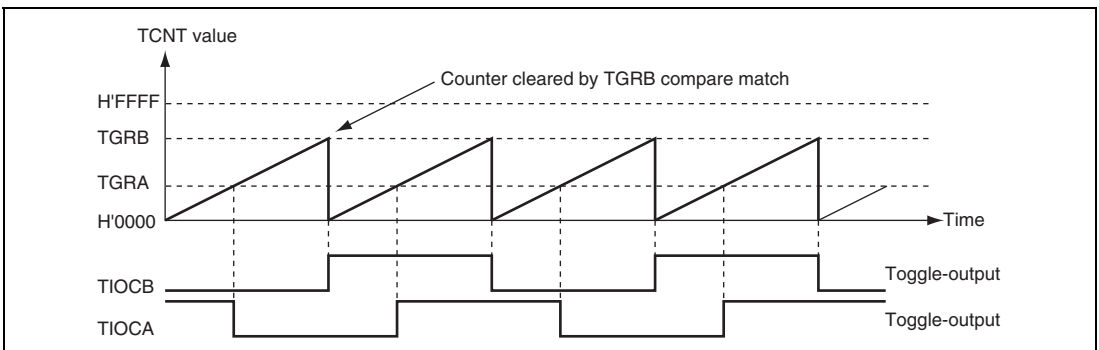 TCNT value
Counter cleared by TGRB compare match
H'FFFF
TGRB
TGRA
H'0000
Time
TIOCB
Toggle-output
TIOCA
Toggle-output